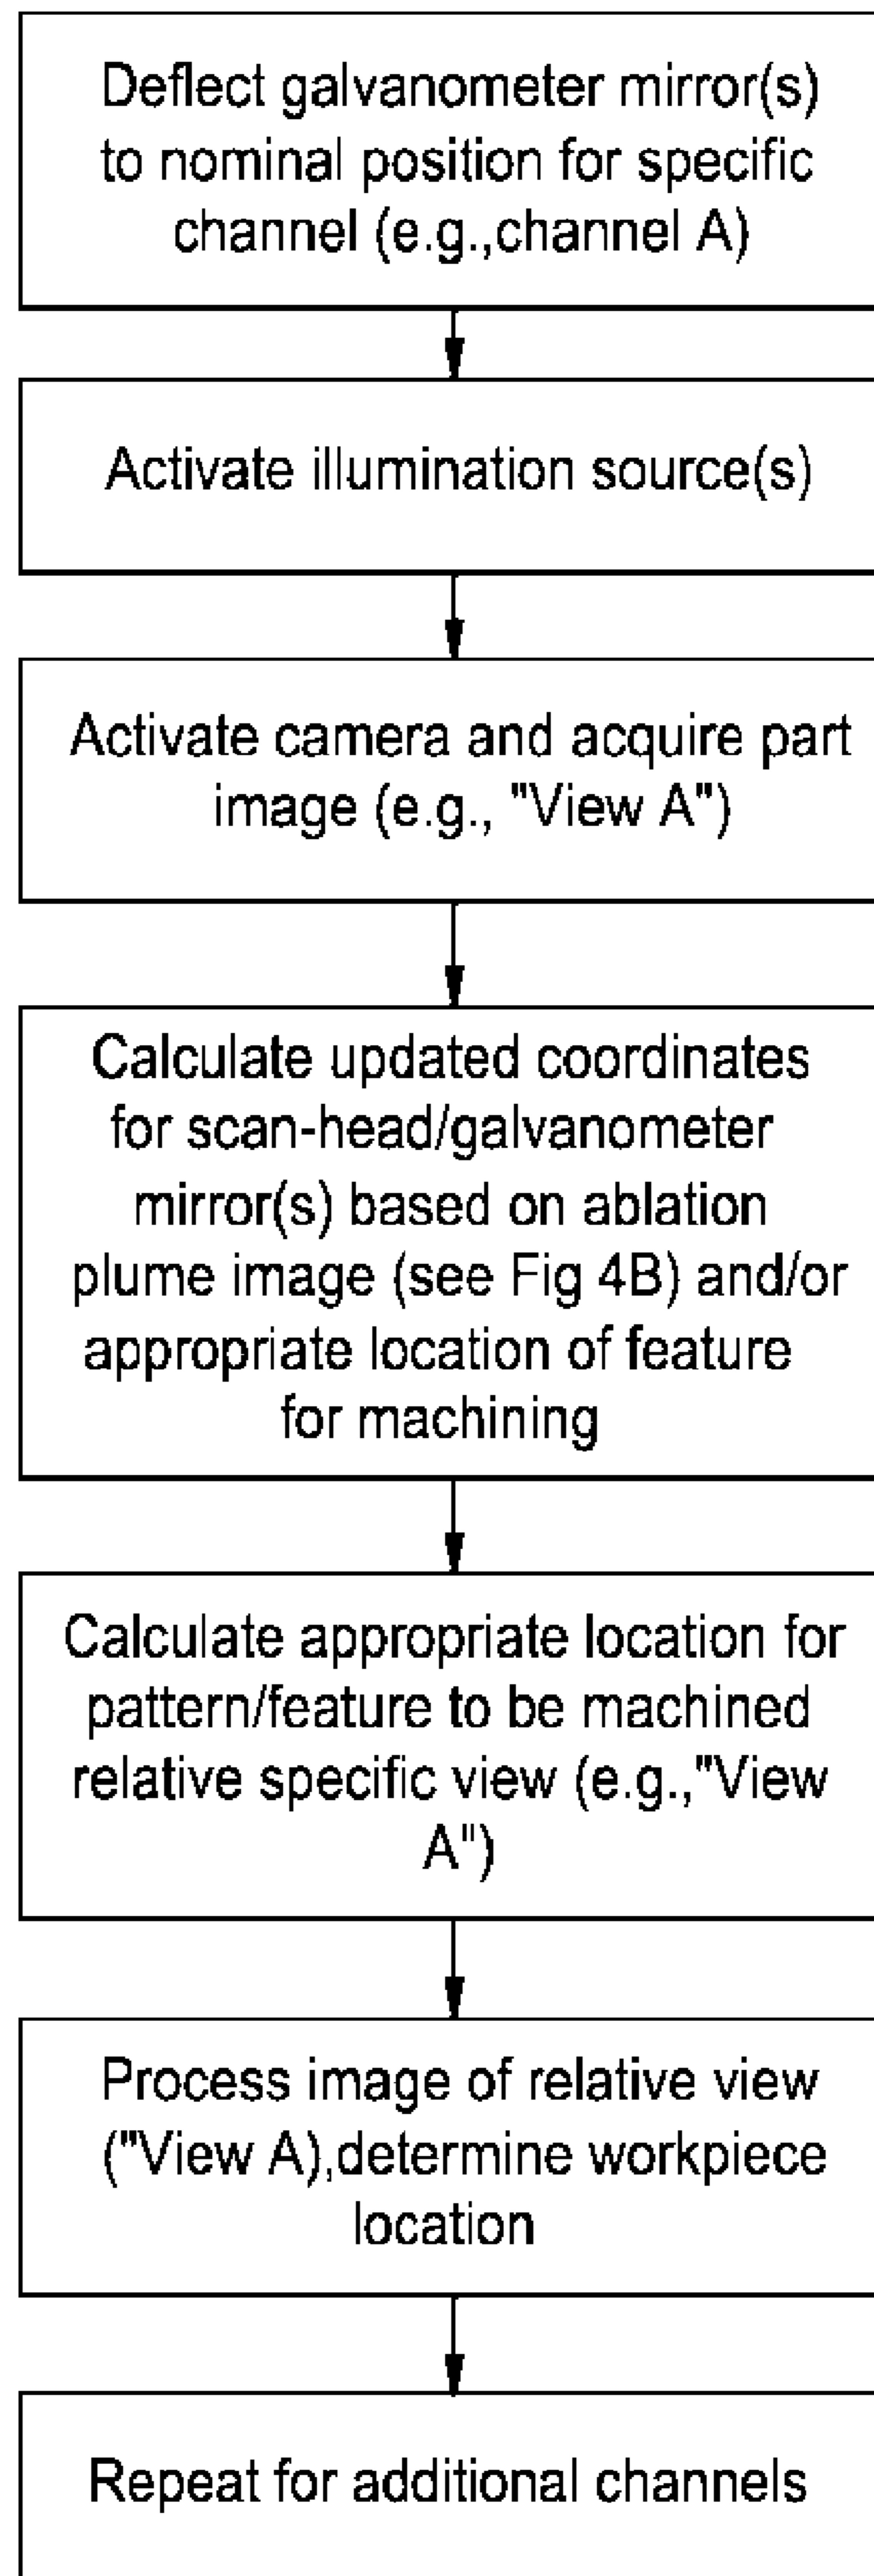 Deflect galvanometer mirror(s)
to nominal position for specific
channel (e.g.,channel A)
Activate illumination source(s)
Activate camera and acquire part
image (e.g., "View A")
Calculate updated coordinates
for scan-head/galvanometer
mirror(s) based on ablation
plume image (see Fig 4B) and/or
appropriate location of feature
for machining
Calculate appropriate location for
pattern/feature to be machined
relative specific view (e.g.,"View
A")
Process image of relative view
("View A),determine workpiece
location
Repeat for additional channels